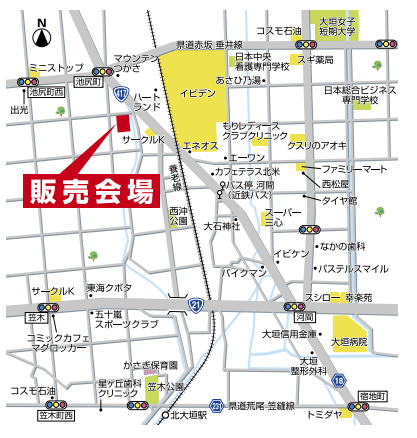 N
大垣女子
短期大学
コスモ石油
県道赤坂 垂井線
マウンテン
つかさ
ミニストップ
池尻町
池尻町西
日本中央
看護専門学校
スギ薬局
あさひ乃湯
日本総合ビジネス
専門学校
417
ハート
ランド
イビデン
出光
もりレディース
クラブクリニック
サークルK
エネオス
クスリのアオキ
エーワン
養老線
カフェテラス北米
ファミリーマート
西松屋
販売会場
バス停 河間
(近鉄バス)
タイヤ館
西沖
公園
スーパー
三心
大石神社
なかの歯科
イビケン
バイクマン
パステルスマイル
サークルK
東海クボタ
スシロー
幸楽苑
21
笠木
五十嵐
スポーツクラブ
河間
コミックカフェ
マグロッカー
大垣信用金庫
大垣病院
大垣
整形外科
かさぎ保育園
18
星ヶ丘歯科
クリニック
笠木公園
コスモ石油
宿地町
231
県道荒尾 笠縫線
笠木町西
北大垣駅
トミダヤ